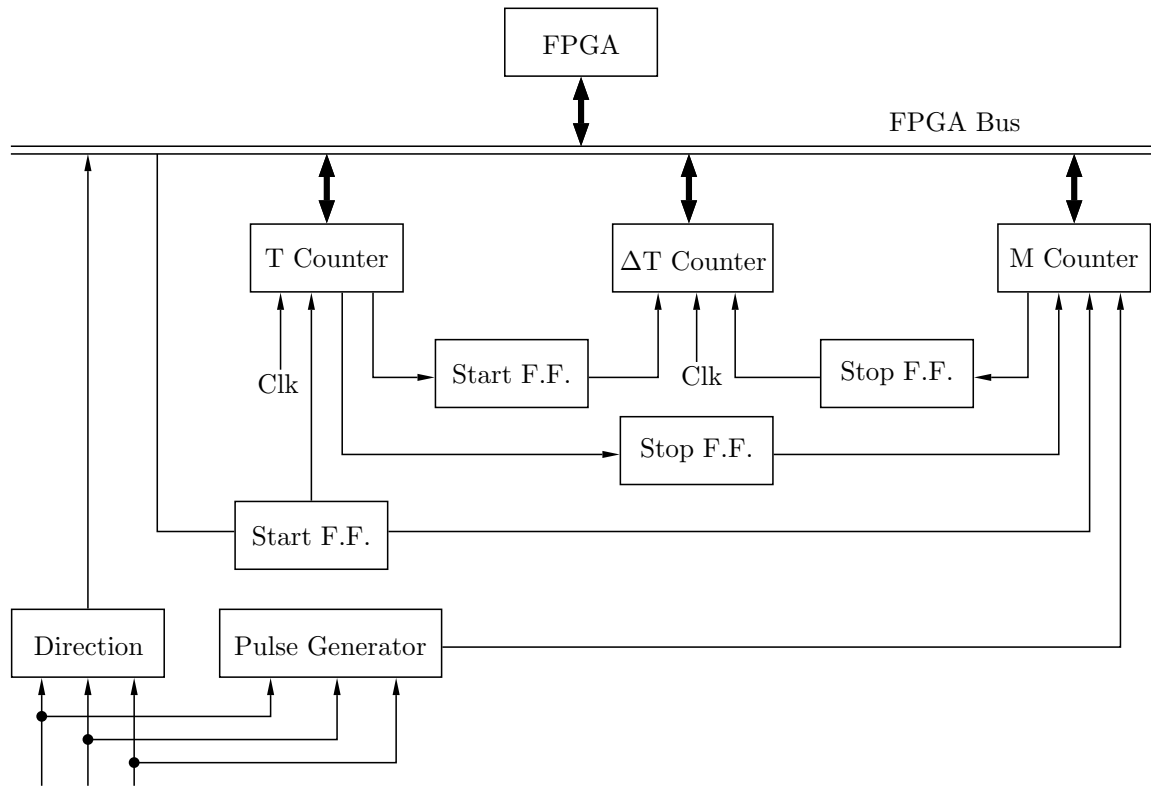 FPGA
FPGA Bus
T Counter
ΔT Counter
M Counter
Start F.F.
Stop F.F.
Clk
Clk
Stop F.F.
Start F.F.
Direction
Pulse Generator